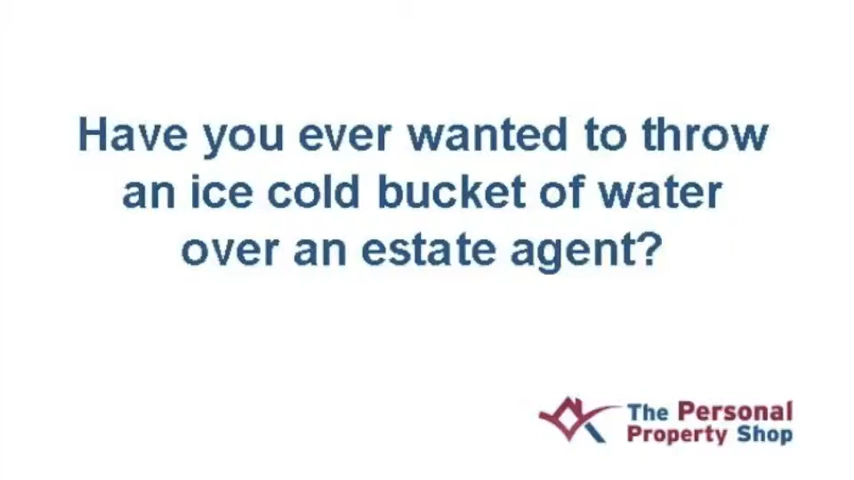 Have you ever wanted to throw
an ice cold bucket of water
over an estate agent?
The Personal
Property Shop